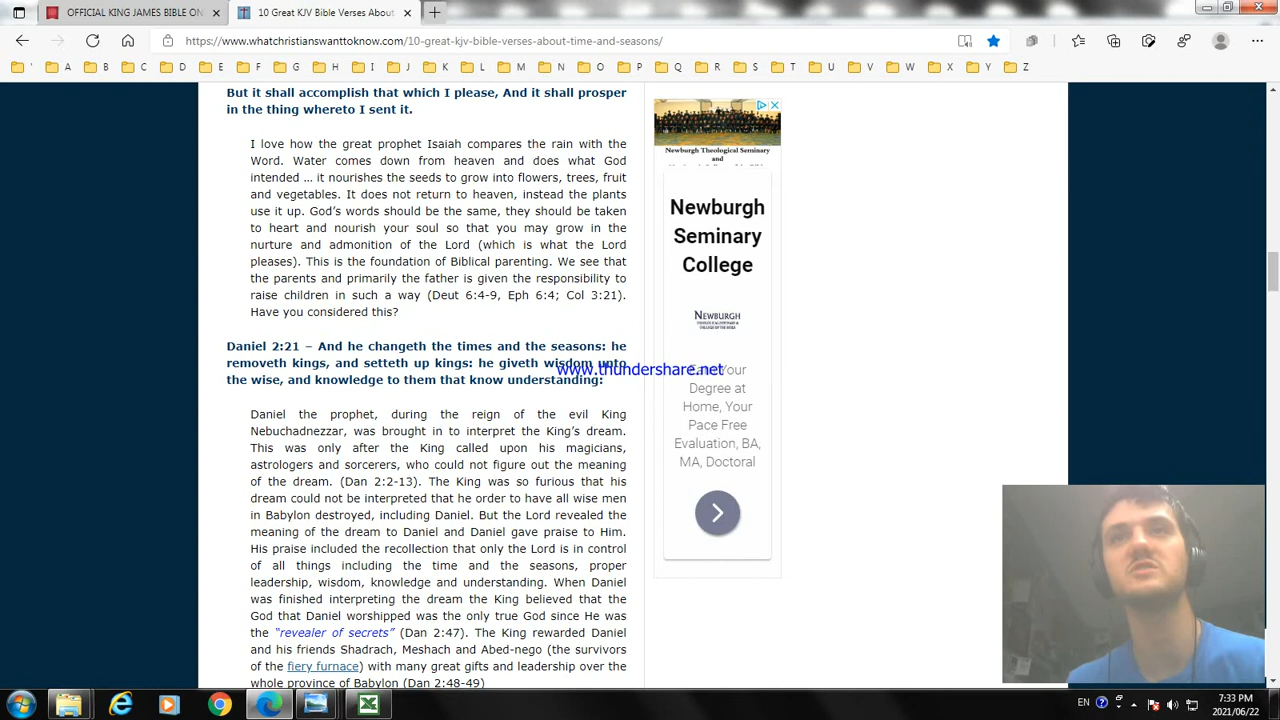 OFFICIAL KING JAMES BIBLE ON
10 Great KJV Bible Verses About
https://www.whatchristianswanttoknow.com/10-great-kjv-bible-verses-about-time-and-seasons/
' A B C D E F G H I J K L M N O P Q R S T U V W X Y Z
But it shall accomplish that which I please, And it shall prosper
in the thing whereto I sent it.
I love how the great prophet Isaiah compares the rain with the
Word. Water comes down from heaven and does what God
intended … it nourishes the seeds to grow into flowers, trees, fruit
and vegetables. It does not return to heaven, instead the plants
use it up. God's words should be the same, they should be taken
to heart and nourish your soul so that you may grow in the
nurture and admonition of the Lord (which is what the Lord
pleases). This is the foundation of Biblical parenting. We see that
the parents and primarily the father is given the responsibility to
raise children in such a way (Deut 6:4-9, Eph 6:4; Col 3:21).
Have you considered this?
Daniel 2:21 – And he changeth the times and the seasons: he
removeth kings, and setteth up kings: he giveth wisdom unto
the wise, and knowledge to them that know understanding:
Daniel the prophet, during the reign of the evil King
Nebuchadnezzar, was brought in to interpret the King's dream.
This was only after the King called upon his magicians,
astrologers and sorcerers, who could not figure out the meaning
of the dream. (Dan 2:2-13). The King was so furious that his
dream could not be interpreted that he order to have all wise men
in Babylon destroyed, including Daniel. But the Lord revealed the
meaning of the dream to Daniel and Daniel gave praise to Him.
His praise included the recollection that only the Lord is in control
of all things including the time and the seasons, proper
leadership, wisdom, knowledge and understanding. When Daniel
was finished interpreting the dream the King believed that the
God that Daniel worshipped was the only true God since He was
the "revealer of secrets" (Dan 2:47). The King rewarded Daniel
and his friends Shadrach, Meshach and Abed-nego (the survivors
of the fiery furnace) with many great gifts and leadership over the
whole province of Babylon (Dan 2:48-49)
www.thundershare.net
Newburgh Theological Seminary
and
Newburgh
Seminary
College
NEWBURGH
Your
Degree at
Home, Your
Pace Free
Evaluation, BA,
MA, Doctoral
EN
7:33 PM
2021/06/22